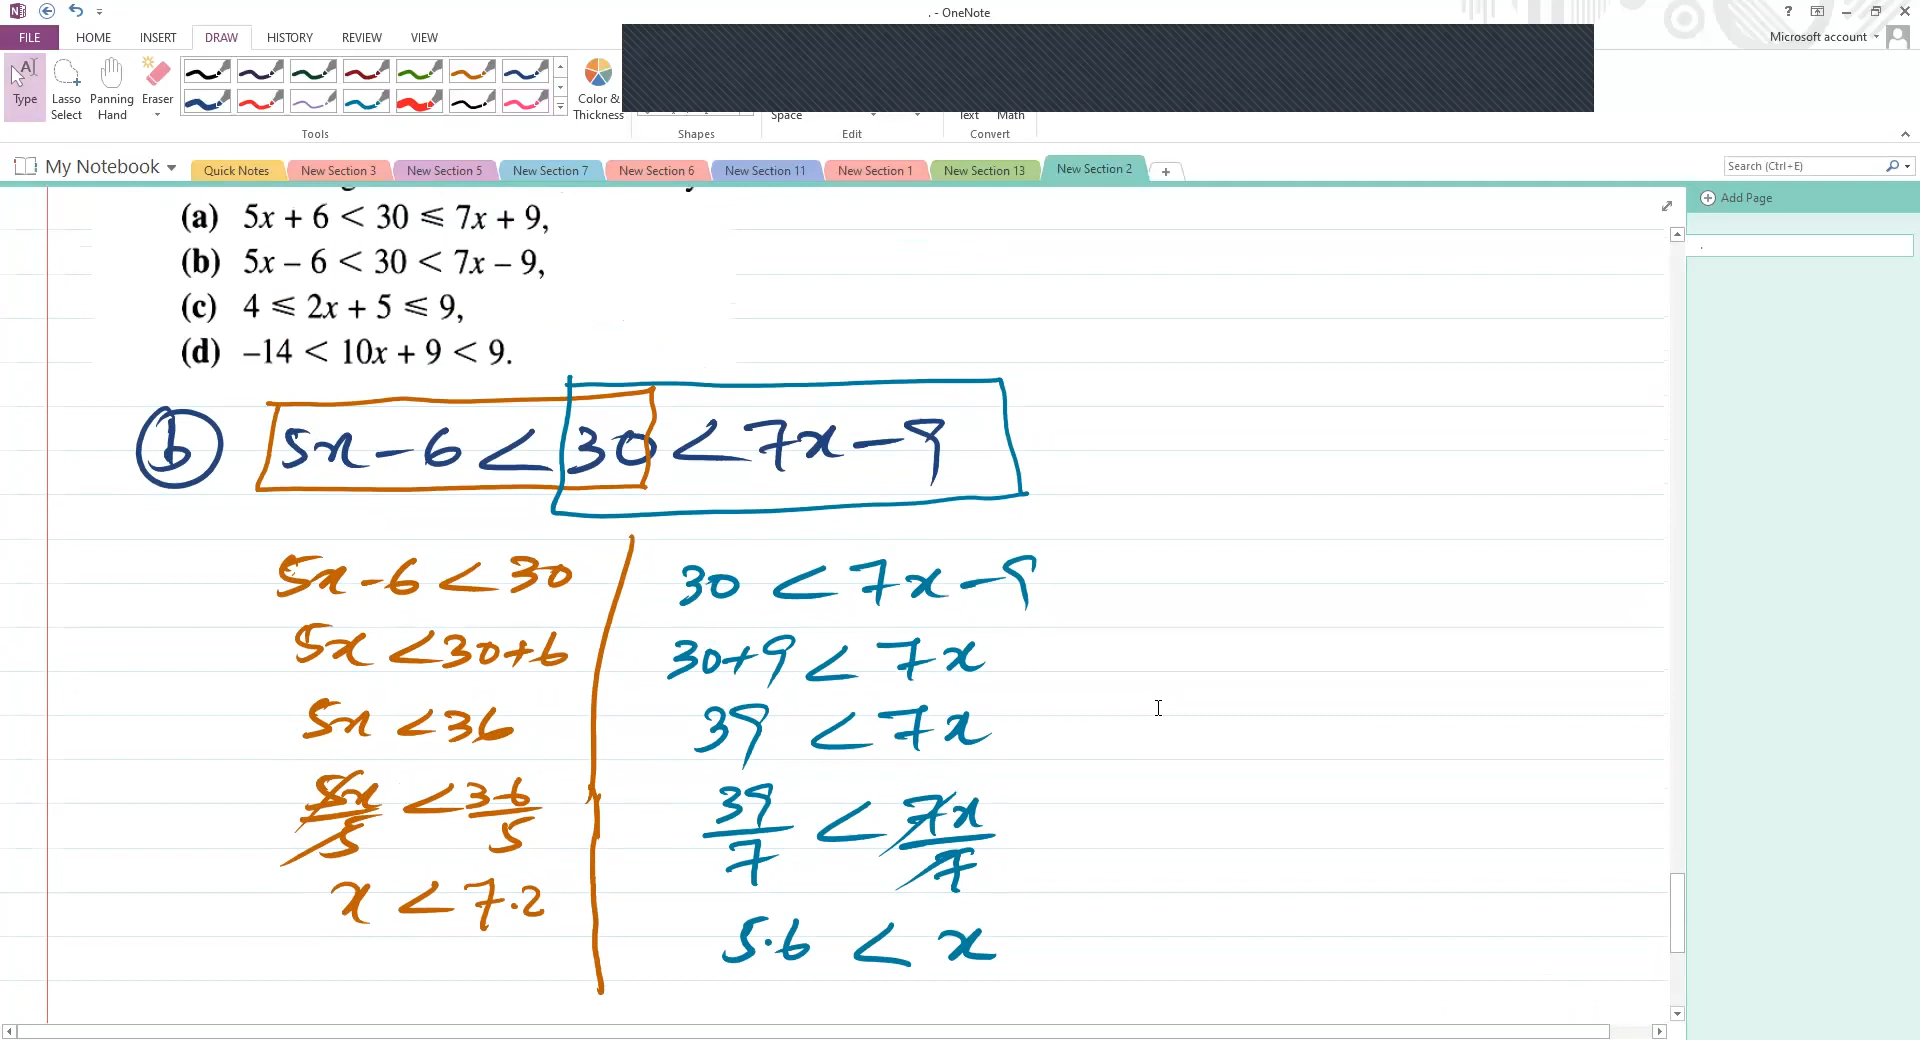 . - OneNote
Microsoft account
FILE HOME INSERT DRAW HISTORY REVIEW VIEW
Type Lasso Select Panning Hand Eraser Color & Thickness Space Text Math
Tools Shapes Edit Convert
My Notebook Quick Notes New Section 3 New Section 5 New Section 7 New Section 6 New Section 11 New Section 1 New Section 13 New Section 2
Search (Ctrl+E)
Add Page
.
(a) 5x + 6 < 30 ⩽ 7x + 9,
(b) 5x – 6 < 30 < 7x – 9,
(c) 4 ⩽ 2x + 5 ⩽ 9,
(d) –14 < 10x + 9 < 9.
b 5x-6<30<7x-9
5x-6<30
5x<30+6
5x<36
5x/5<36/5
x<7.2
30<7x-9
30+9<7x
39<7x
39/7<7x/7
5.6<x